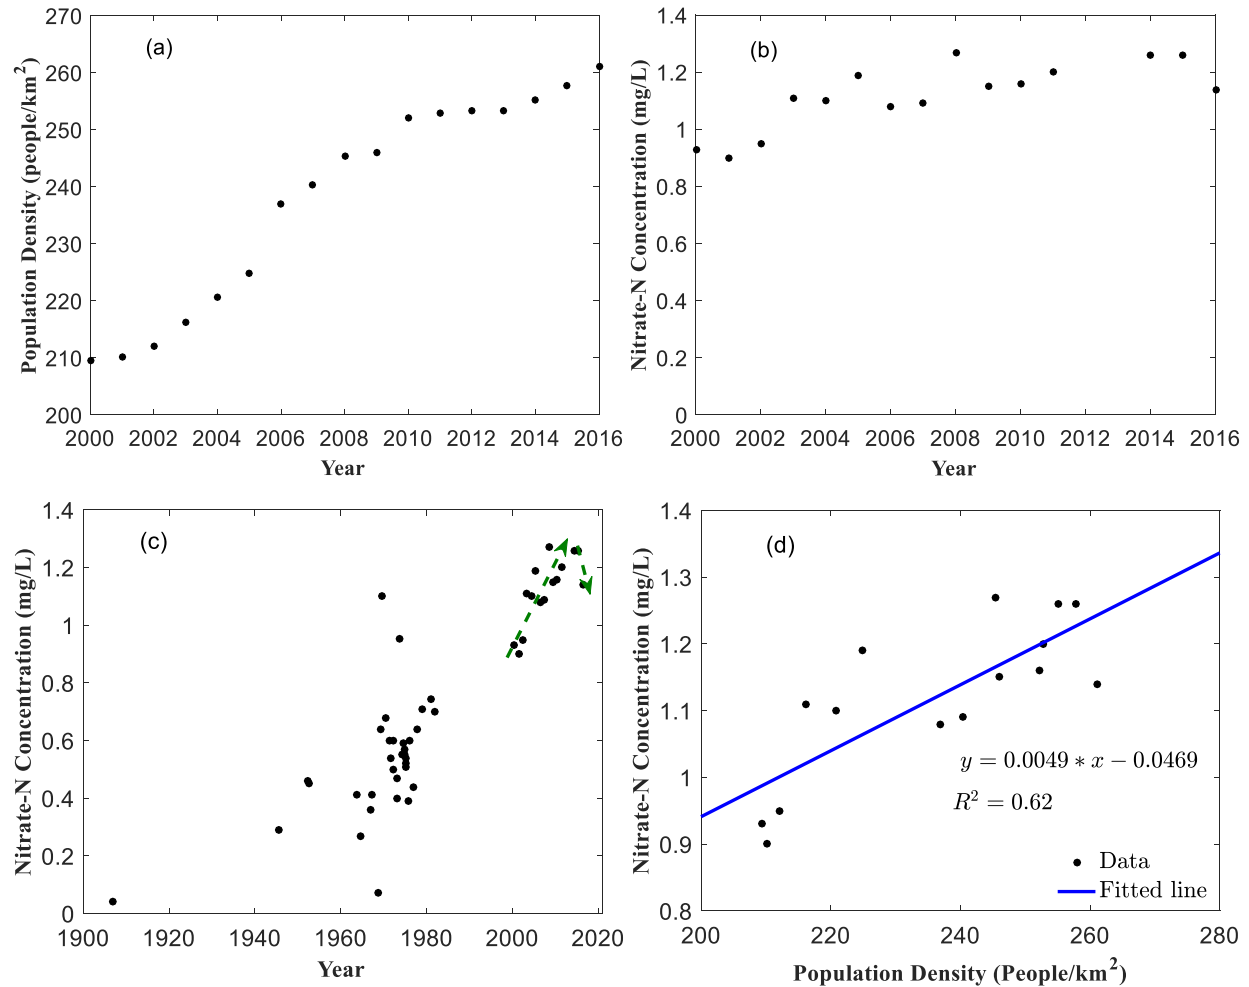 (a)
Population Density (people/km²)
270
260
250
240
230
220
210
200
2000 2002 2004 2006 2008 2010 2012 2014 2016
Year
(b)
Nitrate-N Concentration (mg/L)
1.4
1.2
1
0.8
0.6
0.4
0.2
0
2000 2002 2004 2006 2008 2010 2012 2014 2016
Year
(c)
Nitrate-N Concentration (mg/L)
1.4
1.2
1
0.8
0.6
0.4
0.2
0
1900 1920 1940 1960 1980 2000 2020
Year
(d)
Nitrate-N Concentration (mg/L)
1.4
1.3
1.2
1.1
1
0.9
0.8
y = 0.0049 * x − 0.0469
R² = 0.62
Data
Fitted line
200 220 240 260 280
Population Density (People/km²)